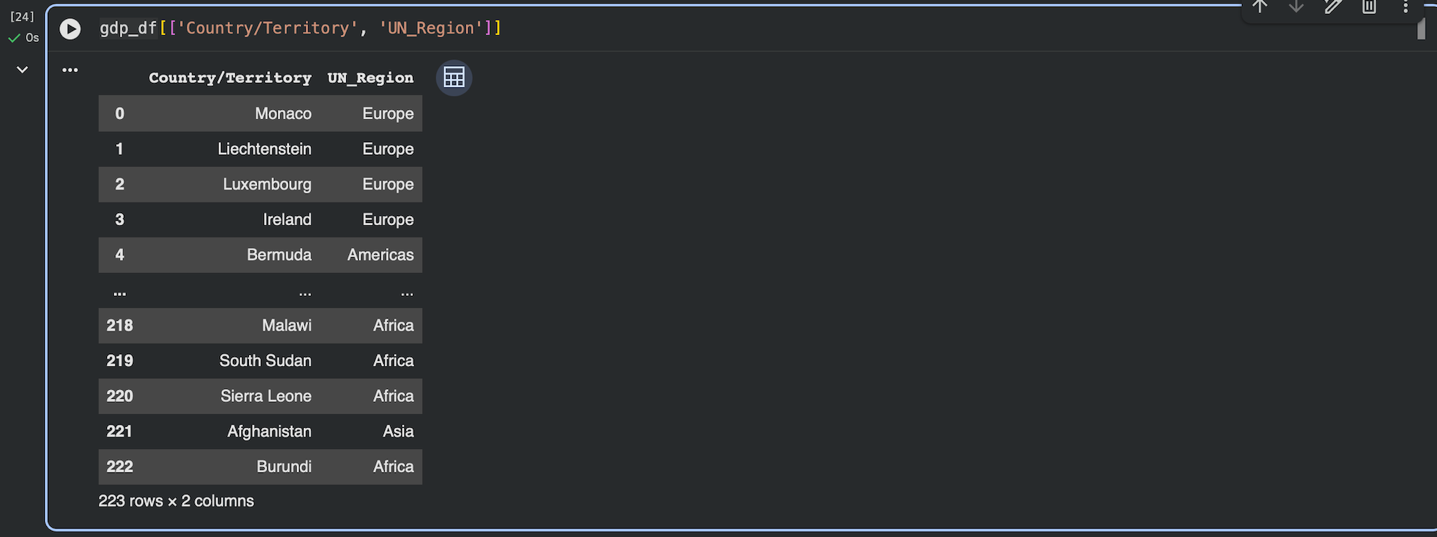 [24]
0s
gdp_df[['Country/Territory', 'UN_Region']]
...
Country/Territory UN_Region
0 Monaco Europe
1 Liechtenstein Europe
2 Luxembourg Europe
3 Ireland Europe
4 Bermuda Americas
... ... ...
218 Malawi Africa
219 South Sudan Africa
220 Sierra Leone Africa
221 Afghanistan Asia
222 Burundi Africa
223 rows × 2 columns